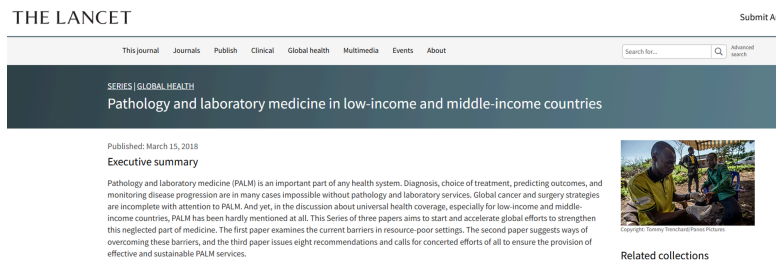 THE LANCET
Submit A
This journal Journals Publish Clinical Global health Multimedia Events About
Search for...
Advanced
search
SERIES | GLOBAL HEALTH
Pathology and laboratory medicine in low-income and middle-income countries
Published: March 15, 2018
Executive summary
Pathology and laboratory medicine (PALM) is an important part of any health system. Diagnosis, choice of treatment, predicting outcomes, and
monitoring disease progression are in many cases impossible without pathology and laboratory services. Global cancer and surgery strategies
are incomplete with attention to PALM. And yet, in the discussion about universal health coverage, especially for low-income and middle-
income countries, PALM has been hardly mentioned at all. This Series of three papers aims to start and accelerate global efforts to strengthen
this neglected part of medicine. The first paper examines the current barriers in resource-poor settings. The second paper suggests ways of
overcoming these barriers, and the third paper issues eight recommendations and calls for concerted efforts of all to ensure the provision of
effective and sustainable PALM services.
Copyright: Tommy Trenchard/Panos Pictures
Related collections